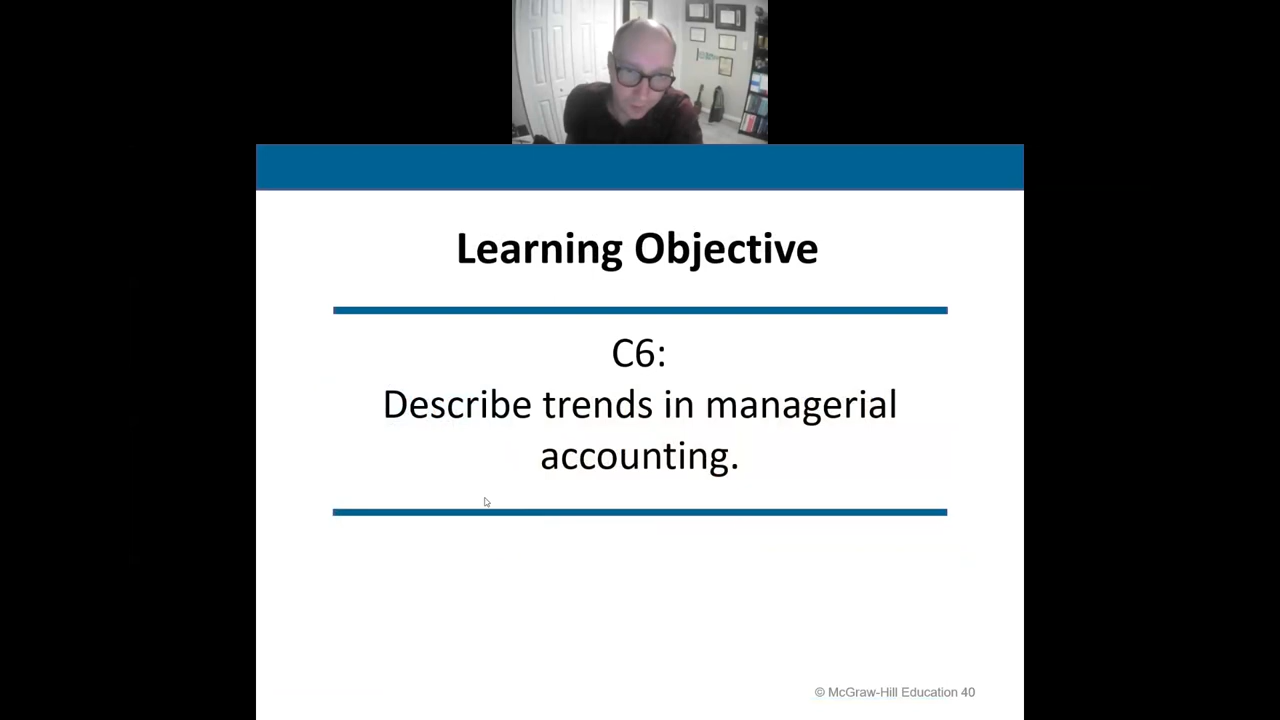 Learning Objective
C6:
Describe trends in managerial
accounting.
© McGraw-Hill Education 40